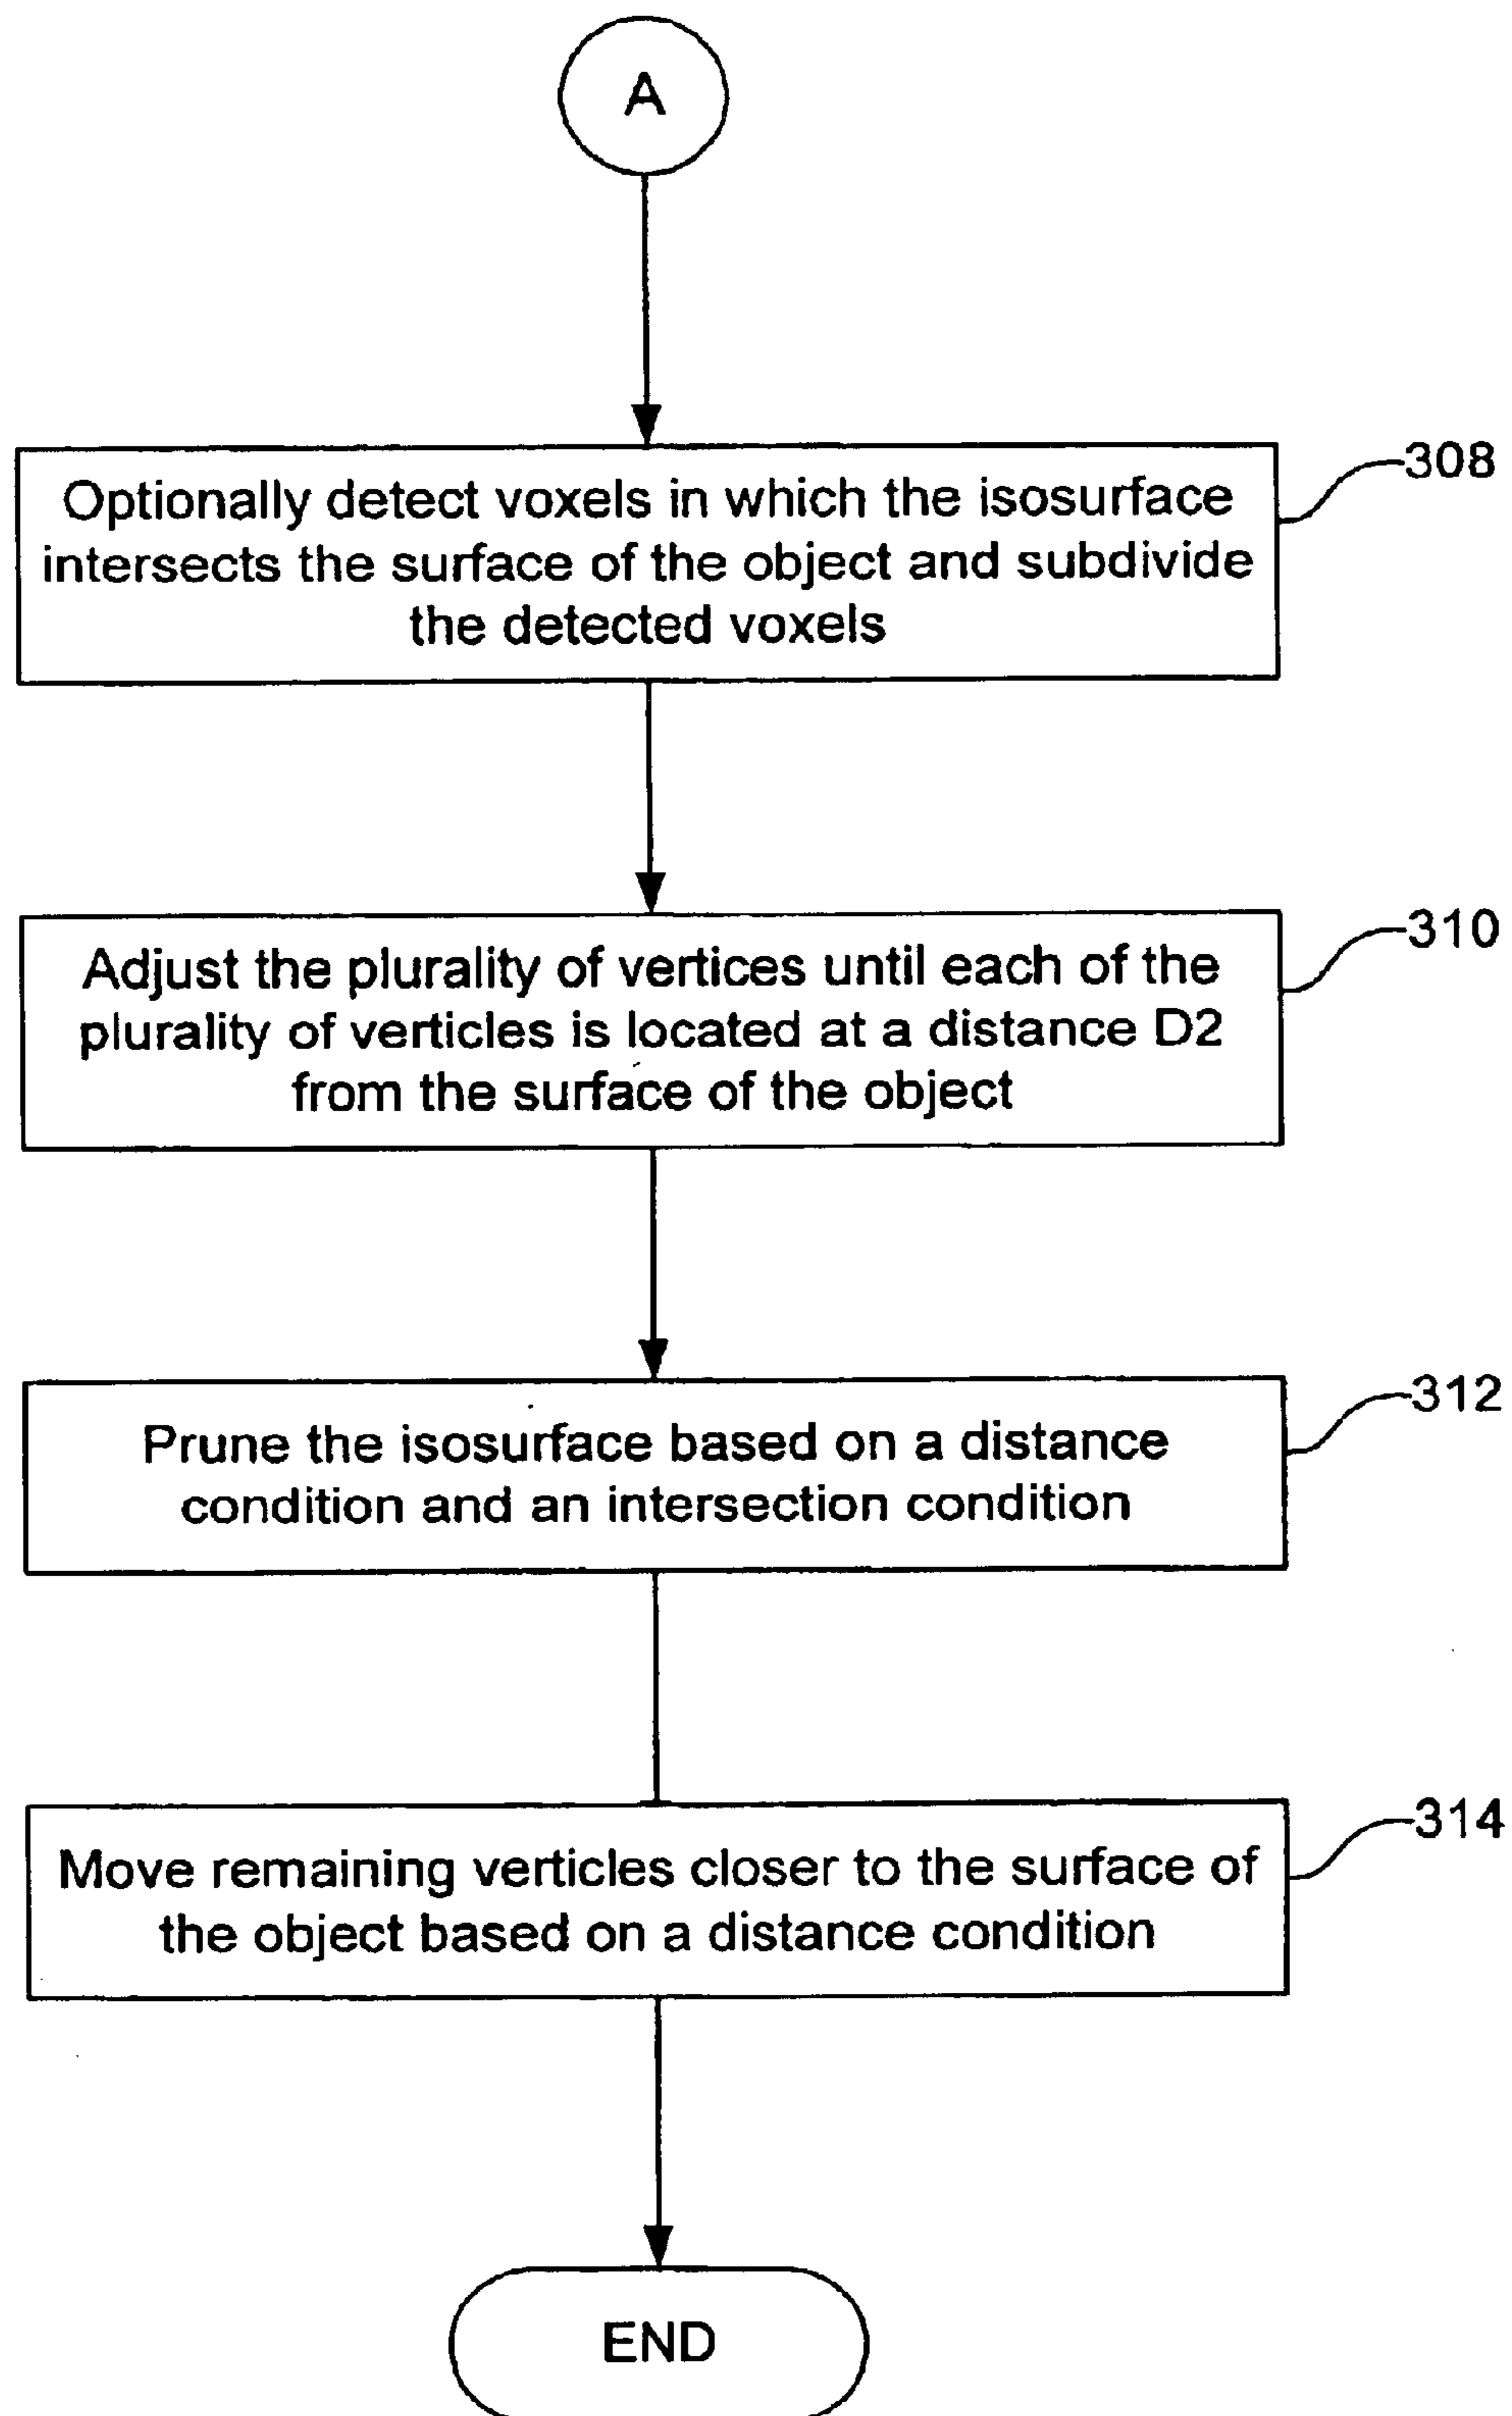 A
308
Optionally detect voxels in which the isosurface
intersects the surface of the object and subdivide
the detected voxels
310
Adjust the plurality of vertices until each of the
plurality of verticles is located at a distance D2
from the surface of the object
312
Prune the isosurface based on a distance
condition and an intersection condition
314
Move remaining verticles closer to the surface of
the object based on a distance condition
END